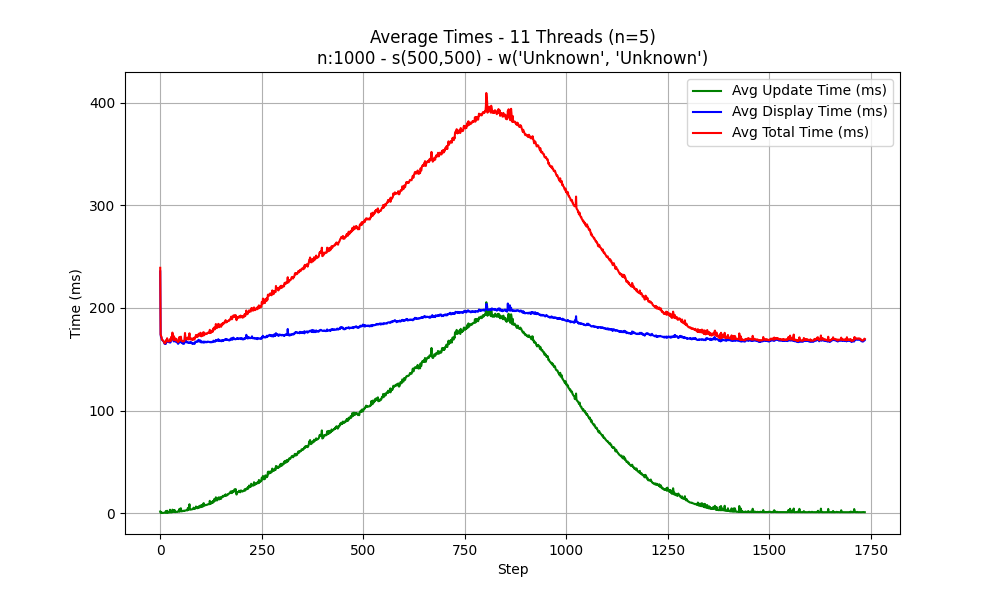 Average Times - 11 Threads (n=5)
n:1000 - s(500,500) - w('Unknown', 'Unknown')
Avg Update Time (ms)
Avg Display Time (ms)
Avg Total Time (ms)
Time (ms)
400
300
200
100
0
0 250 500 750 1000 1250 1500 1750
Step